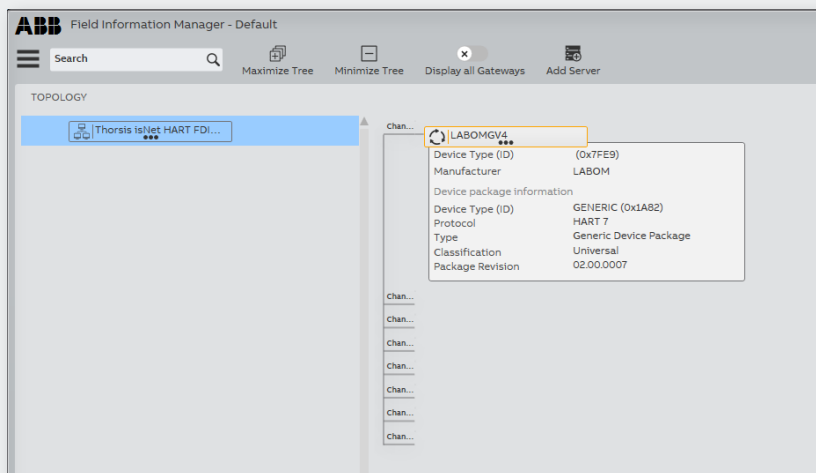 ABB Field Information Manager - Default
Search
Maximize Tree Minimize Tree Display all Gateways Add Server
TOPOLOGY
Thorsis isNet HART FDI...
Chan...
LABOMGV4
Device Type (ID) (0x7FE9)
Manufacturer LABOM
Device package information
Device Type (ID) GENERIC (0x1A82)
Protocol HART 7
Type Generic Device Package
Classification Universal
Package Revision 02.00.0007
Chan...
Chan...
Chan...
Chan...
Chan...
Chan...
Chan...